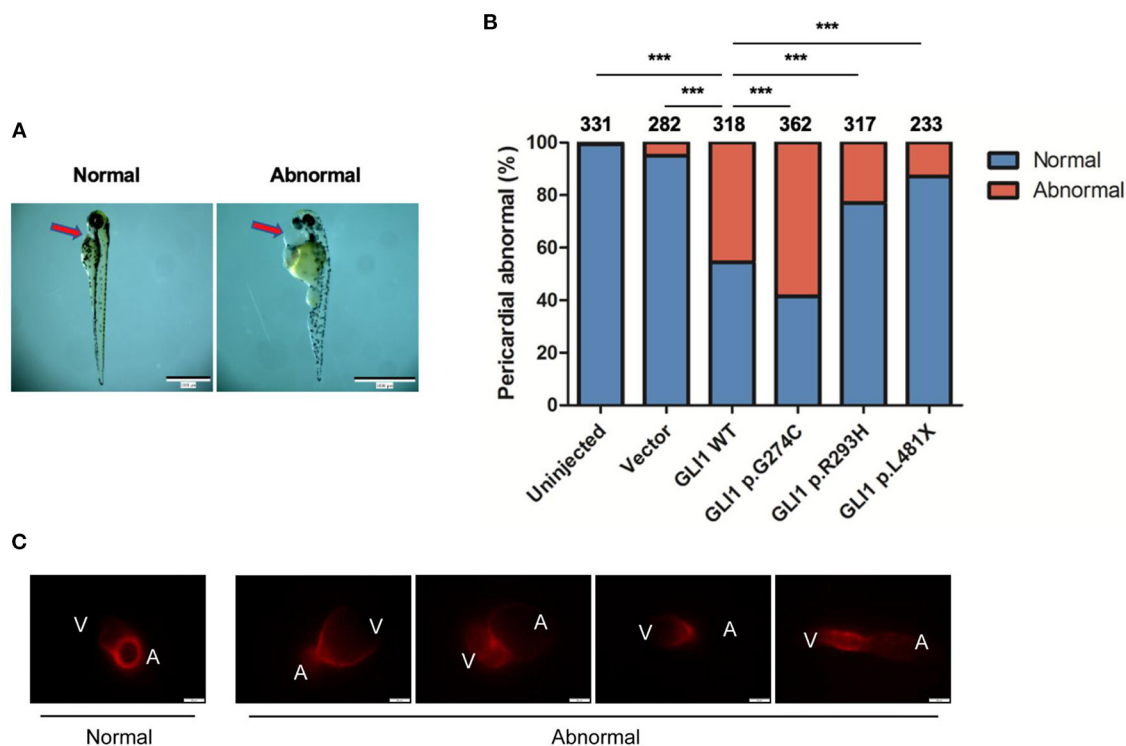 A
Normal
Abnormal
B
***
***
***
***
***
331 282 318 362 317 233
Pericardial abnormal (%)
100
80
60
40
20
0
Normal
Abnormal
Uninjected
Vector
GLI1 WT
GLI1 p.G274C
GLI1 p.R293H
GLI1 p.L481X
C
V
A
V
A
A
V
V
A
V
A
Normal
Abnormal